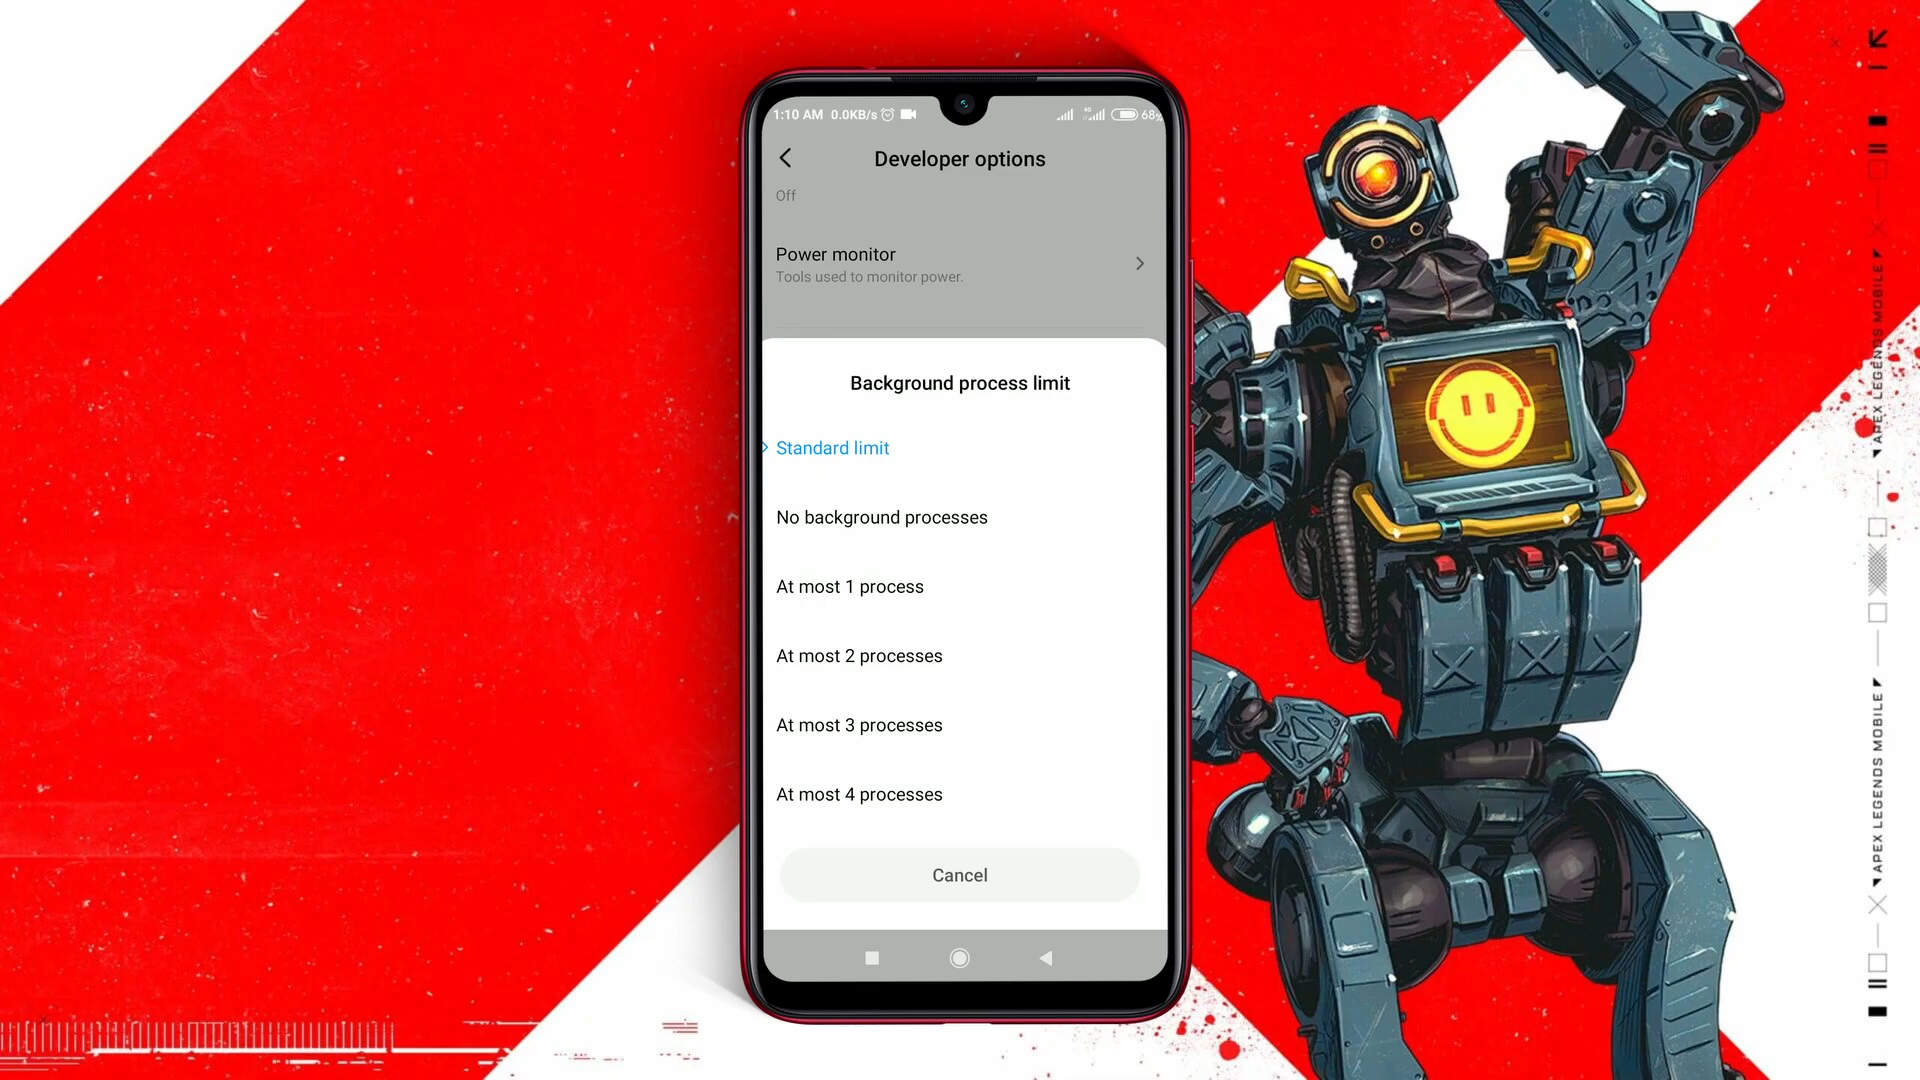 1:10 AM 0.0KB/s 4G 68%
Developer options
Off
Power monitor
Tools used to monitor power.
Background process limit
Standard limit
No background processes
At most 1 process
At most 2 processes
At most 3 processes
At most 4 processes
Cancel
APEX LEGENDS MOBILE
APEX LEGENDS MOBILE